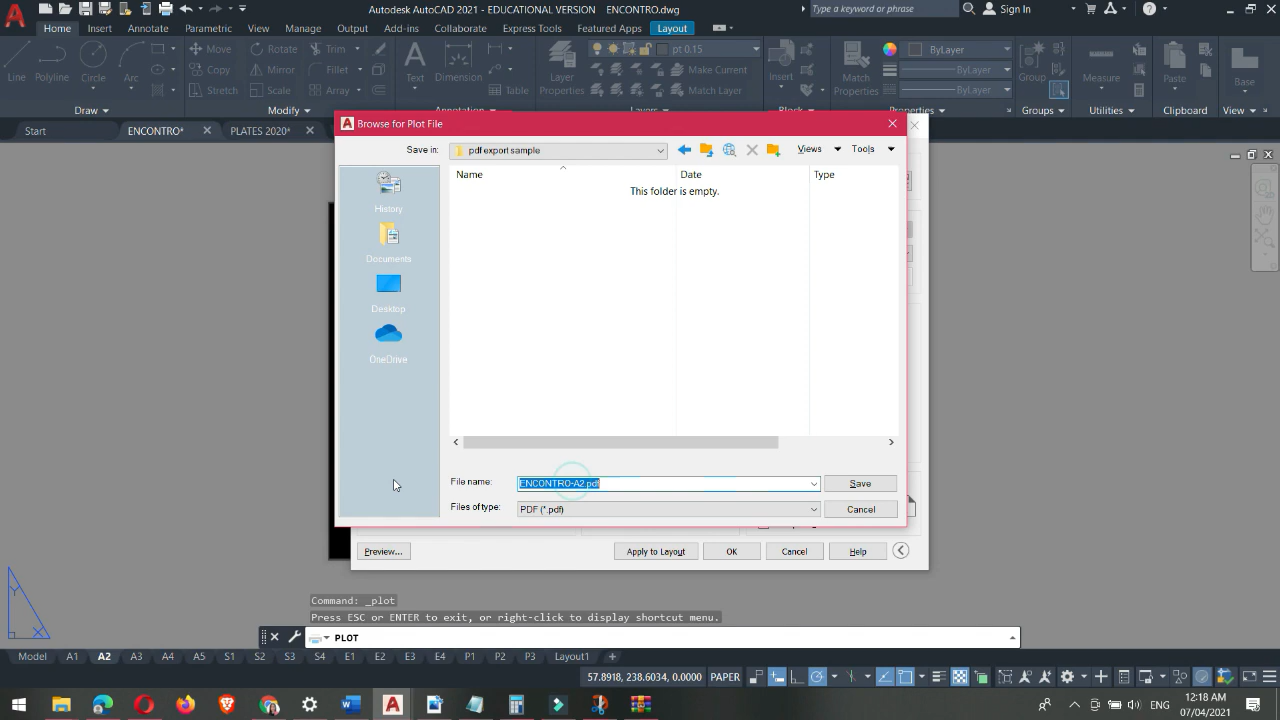 Autodesk AutoCAD 2021 - EDUCATIONAL VERSION ENCONTRO.dwg
Type a keyword or phrase
Sign In
Home Insert Annotate Parametric View Manage Output Add-ins Collaborate Express Tools Featured Apps Layout
Line Polyline Circle Arc
Move Rotate Trim
Copy Mirror Fillet
Stretch Scale Array
Text Dimension
Table
Layer Properties
pt 0.15
Make Current
Match Layer
Insert
Match Properties
ByLayer
ByLayer
ByLayer
Group
Measure
Paste
Base
Draw Modify Annotation Layers Block Properties Groups Utilities Clipboard View
Start ENCONTRO* PLATES 2020*
Browse for Plot File
Save in: pdf export sample
Views Tools
Name Date Type
This folder is empty.
History
Documents
Desktop
OneDrive
File name: ENCONTRO-A2.pdf Save
Files of type: PDF (*.pdf) Cancel
Preview... Apply to Layout OK Cancel Help
Command: _plot
Press ESC or ENTER to exit, or right-click to display shortcut menu.
PLOT
Y
X
Model A1 A2 A3 A4 A5 S1 S2 S3 S4 E1 E2 E3 E4 P1 P2 P3 Layout1
57.8918, 238.6034, 0.0000 PAPER
ENG
12:18 AM
07/04/2021